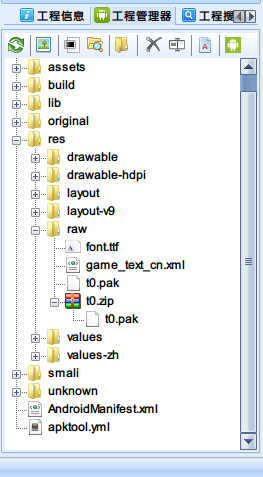 工程信息 工程管理器 工程搜
assets
build
lib
original
res
drawable
drawable-hdpi
layout
layout-v9
raw
font.ttf
game_text_cn.xml
t0.pak
t0.zip
t0.pak
values
values-zh
smali
unknown
AndroidManifest.xml
apktool.yml